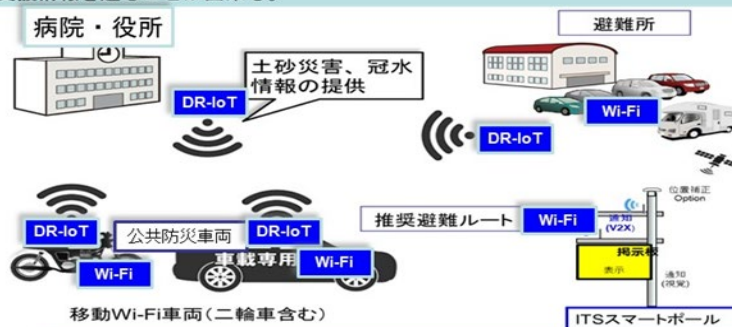 病院・役所
避難所
土砂災害、冠水
情報の提供
DR-IoT
Wi-Fi
DR-IoT
位置補正
Option
DR-IoT
公共防災車両
DR-IoT
推奨避難ルート
Wi-Fi
通知
(V2X)
Wi-Fi
車載専用
Wi-Fi
掲示板
表示
通知
(視覚)
移動Wi-Fi車両(二輪車含む)
ITSスマートポール